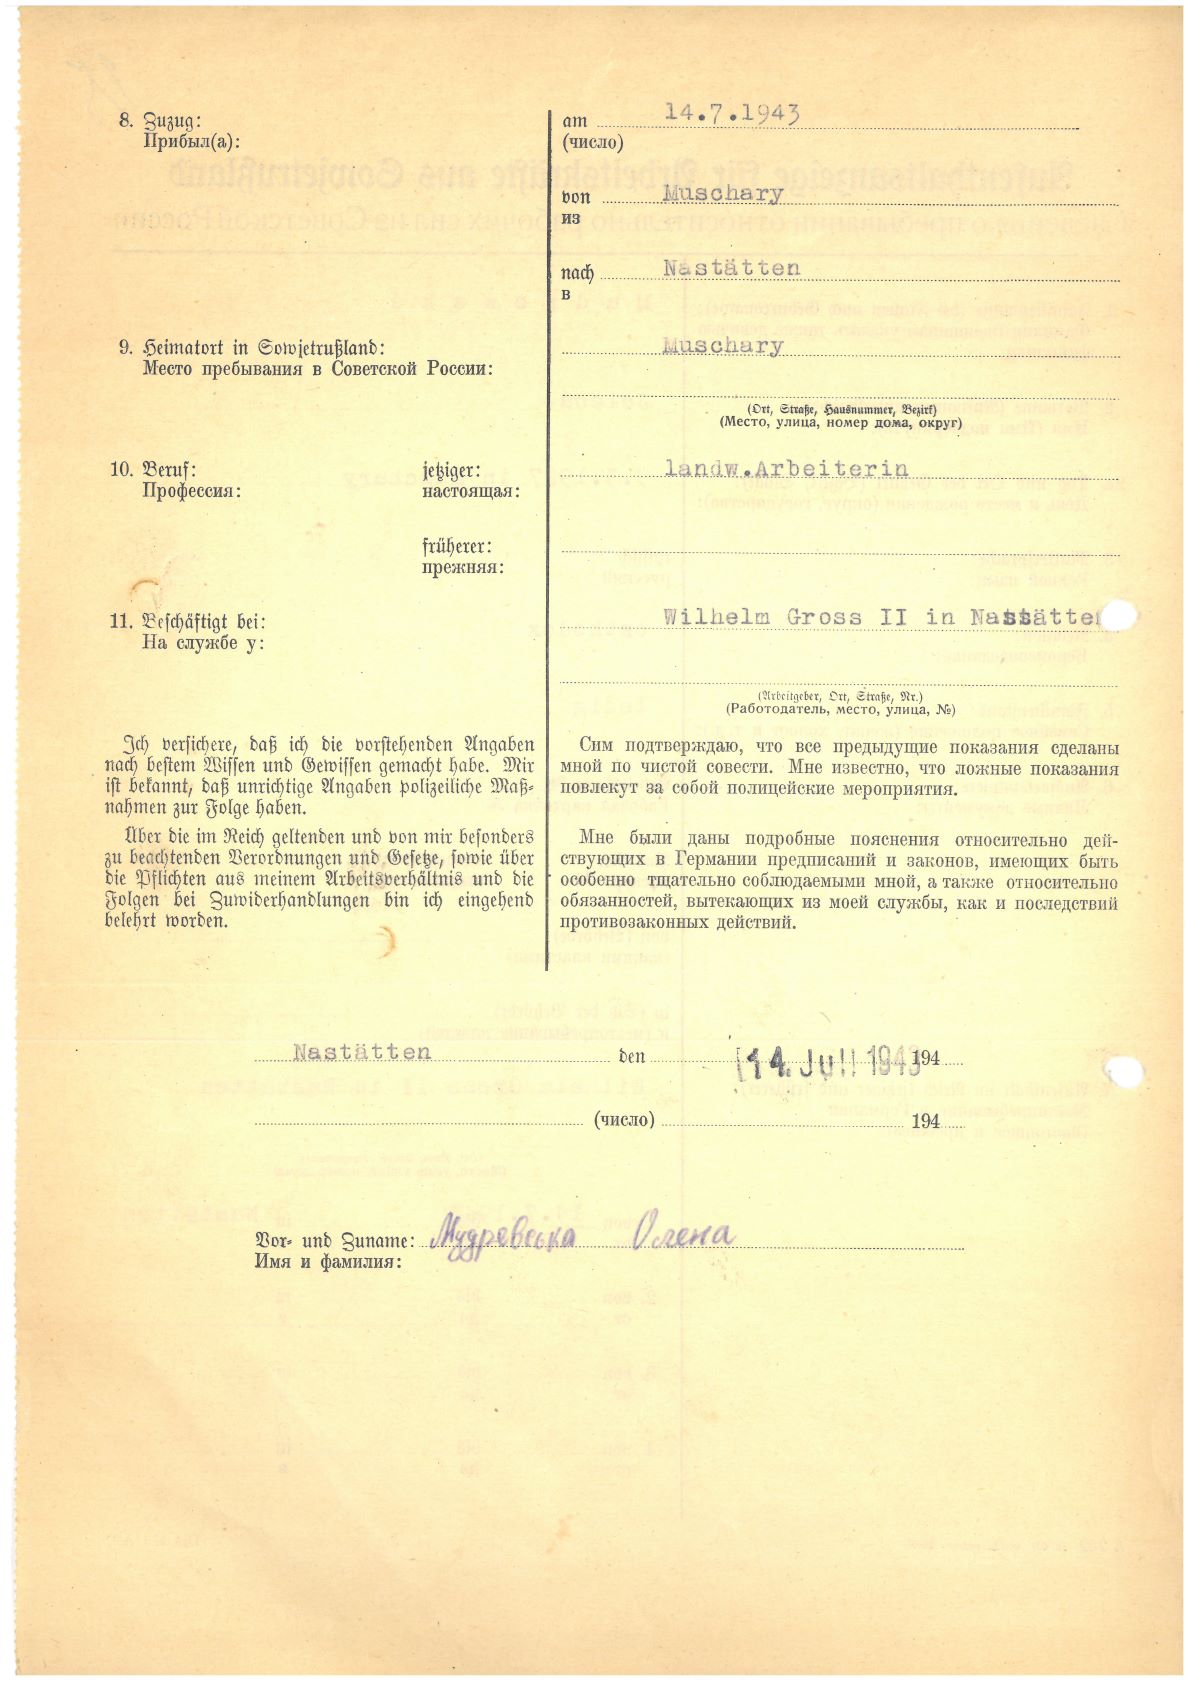 8. Zuzug: am 14.7.1943
Прибыл(а): (число)
von Muschary
из
nach Nastätten
в
9. Heimatort in Sowjetrußland: Muschary
Место пребывания в Советской России:
(Ort, Straße, Hausnummer, Bezirk)
(Место, улица, номер дома, округ)
10. Beruf: jetziger: landw.Arbeiterin
Профессия: настоящая:
früherer:
прежняя:
11. Beschäftigt bei: Wilhelm Gross II in Nastätten
На службе у:
(Arbeitgeber, Ort, Straße, Nr.)
(Работодатель, место, улица, №)
Ich versichere, daß ich die vorstehenden Angaben
nach bestem Wissen und Gewissen gemacht habe. Mir
ist bekannt, daß unrichtige Angaben polizeiliche Maß-
nahmen zur Folge haben.
Über die im Reich geltenden und von mir besonders
zu beachtenden Verordnungen und Gesetze, sowie über
die Pflichten aus meinem Arbeitsverhältnis und die
Folgen bei Zuwiderhandlungen bin ich eingehend
belehrt worden.
Сим подтверждаю, что все предыдущие показания сделаны
мной по чистой совести. Мне известно, что ложные показания
повлекут за собой полицейские мероприятия.
Мне были даны подробные пояснения относительно дей-
ствующих в Германии предписаний и законов, имеющих быть
особенно тщательно соблюдаемыми мной, а также относительно
обязанностей, вытекающих из моей службы, как и последствий
противозаконных действий.
Nastätten den 14. Juli 1943 194
(число) 194
Vor- und Zuname: Мудревська Олена
Имя и фамилия: